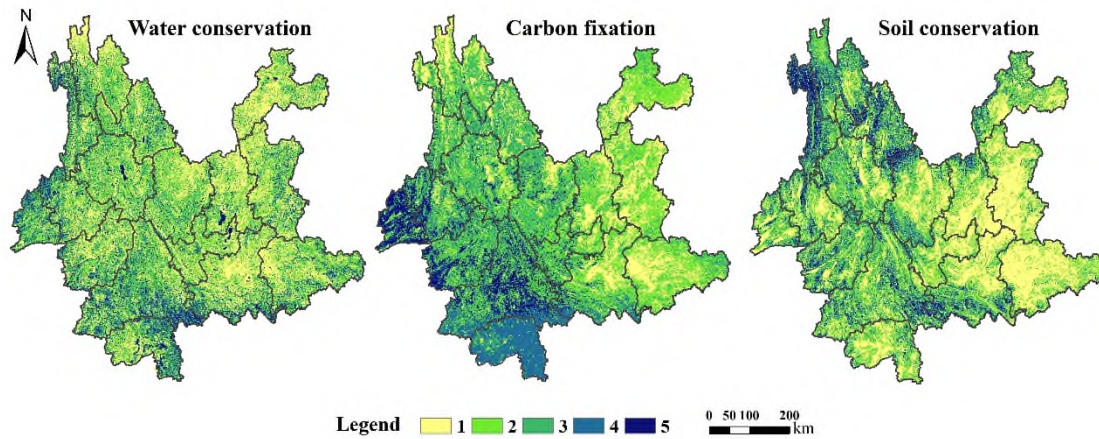 N
Water conservation
Carbon fixation
Soil conservation
Legend 1 2 3 4 5
0 50 100 200
km